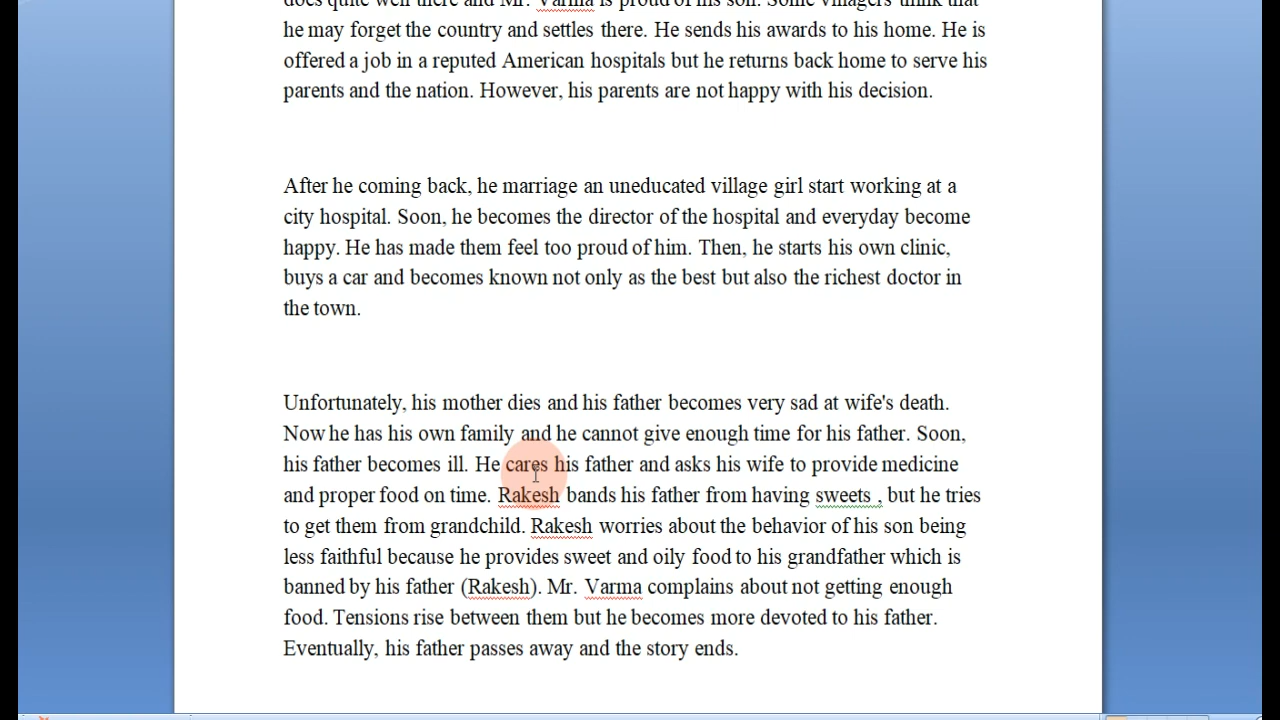 does quite well there and Mr. Varma is proud of his son. Some villagers think that
he may forget the country and settles there. He sends his awards to his home. He is
offered a job in a reputed American hospitals but he returns back home to serve his
parents and the nation. However, his parents are not happy with his decision.
After he coming back, he marriage an uneducated village girl start working at a
city hospital. Soon, he becomes the director of the hospital and everyday become
happy. He has made them feel too proud of him. Then, he starts his own clinic,
buys a car and becomes known not only as the best but also the richest doctor in
the town.
Unfortunately, his mother dies and his father becomes very sad at wife's death.
Now he has his own family and he cannot give enough time for his father. Soon,
his father becomes ill. He cares his father and asks his wife to provide medicine
and proper food on time. Rakesh bands his father from having sweets , but he tries
to get them from grandchild. Rakesh worries about the behavior of his son being
less faithful because he provides sweet and oily food to his grandfather which is
banned by his father (Rakesh). Mr. Varma complains about not getting enough
food. Tensions rise between them but he becomes more devoted to his father.
Eventually, his father passes away and the story ends.